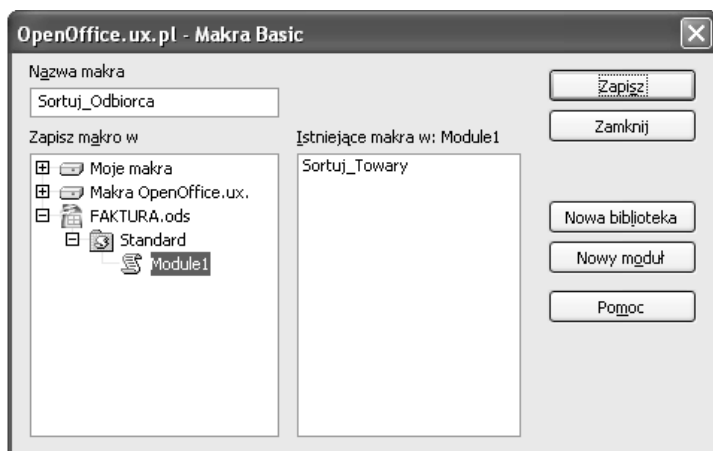 OpenOffice.ux.pl - Makra Basic
Nazwa makra
Sortuj_Odbiorca
Zapisz makro w
Moje makra
Makra OpenOffice.ux.
FAKTURA.ods
Standard
Module1
Istniejące makra w: Module1
Sortuj_Towary
Zapisz
Zamknij
Nowa biblioteka
Nowy moduł
Pomoc